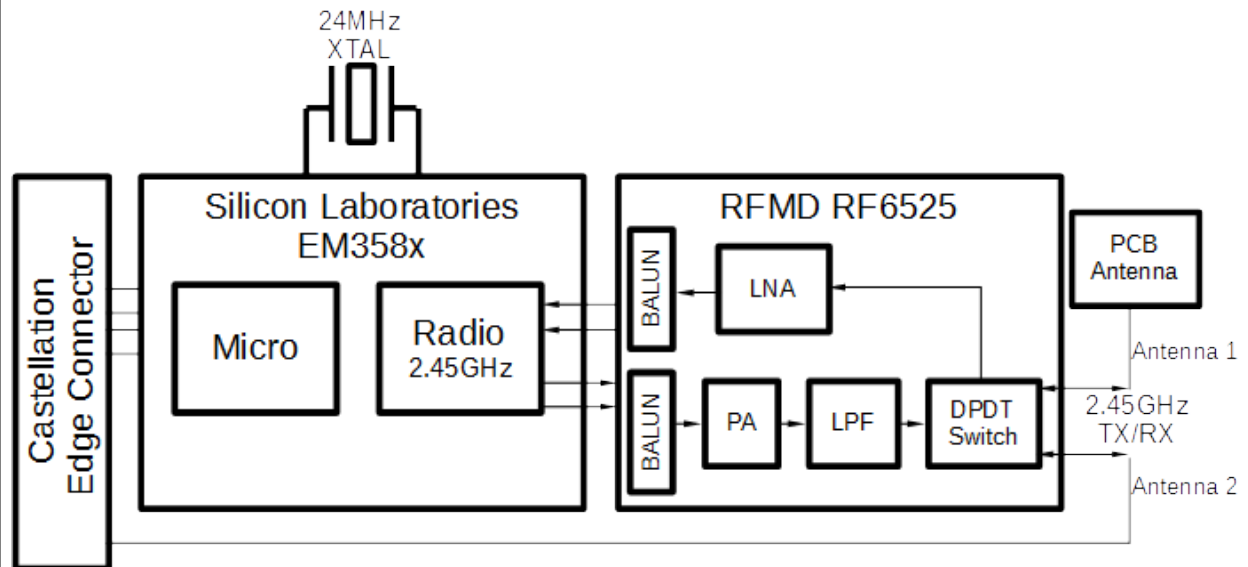 24MHz
XTAL
Castellation
Edge Connector
Silicon Laboratories
EM358x
Micro
Radio
2.45GHz
RFMD RF6525
BALUN
LNA
BALUN
PA
LPF
DPDT
Switch
PCB
Antenna
Antenna 1
2.45GHz
TX/RX
Antenna 2